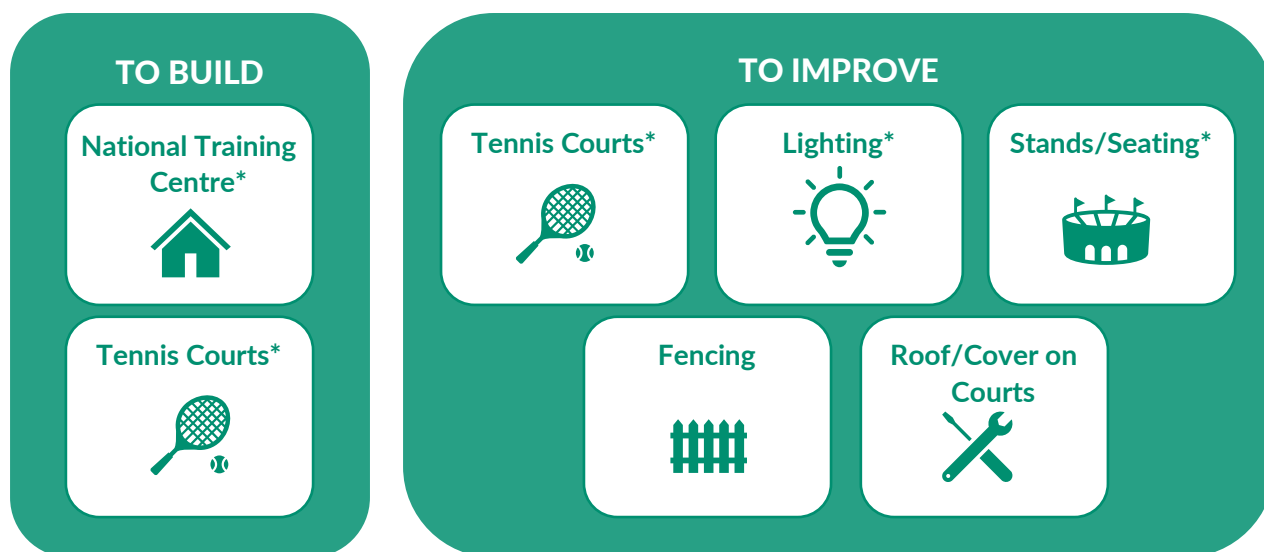 TO BUILD
National Training
Centre*
Tennis Courts*
TO IMPROVE
Tennis Courts*
Lighting*
Stands/Seating*
Fencing
Roof/Cover on
Courts